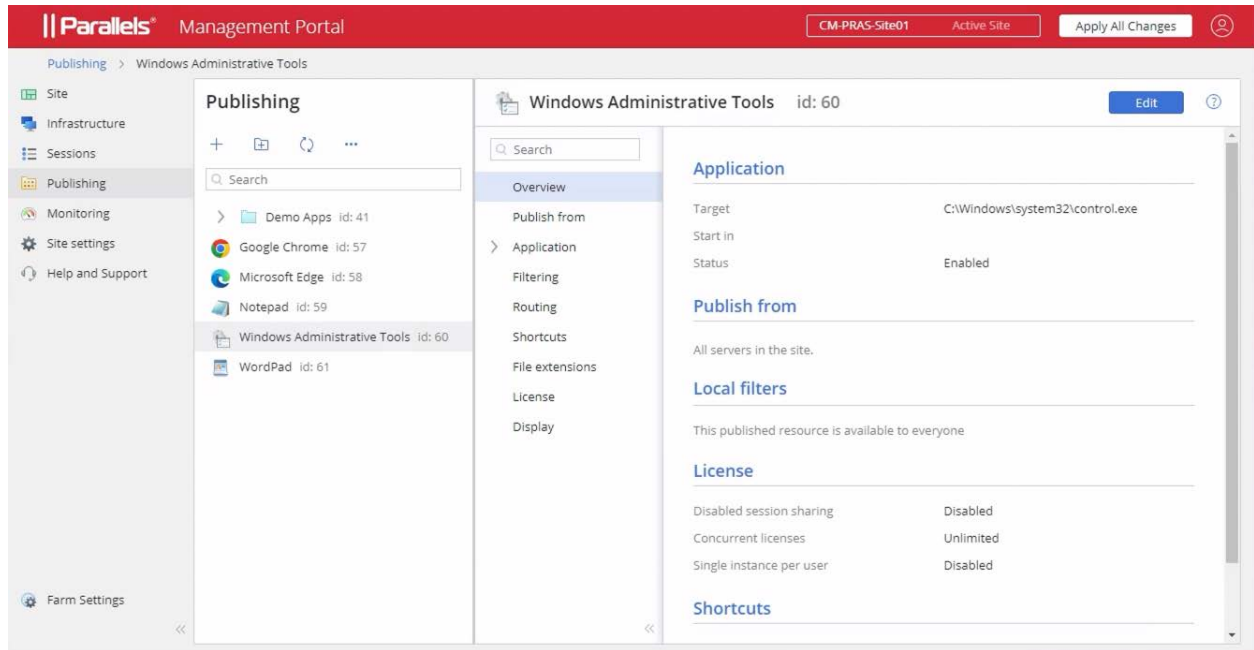 || Parallels® Management Portal
CM-PRAS-Site01 Active Site
Apply All Changes
Publishing > Windows Administrative Tools
Site
Infrastructure
Sessions
Publishing
Monitoring
Site settings
Help and Support
Farm Settings
Publishing
Search
Demo Apps id: 41
Google Chrome id: 57
Microsoft Edge id: 58
Notepad id: 59
Windows Administrative Tools id: 60
WordPad id: 61
Windows Administrative Tools id: 60
Edit
Search
Overview
Publish from
Application
Filtering
Routing
Shortcuts
File extensions
License
Display
Application
Target C:\Windows\system32\control.exe
Start in
Status Enabled
Publish from
All servers in the site.
Local filters
This published resource is available to everyone
License
Disabled session sharing Disabled
Concurrent licenses Unlimited
Single instance per user Disabled
Shortcuts